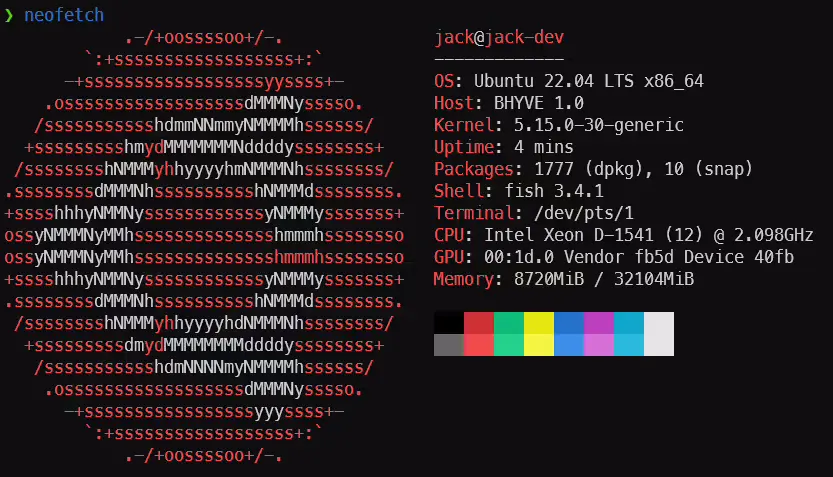 ❯ neofetch
            .-/+oossssoo+/-.               jack@jack-dev
        `:+ssssssssssssssssss+:`           -------------
      -+ssssssssssssssssssyyssss+-         OS: Ubuntu 22.04 LTS x86_64
    .ossssssssssssssssssdMMMNysssso.       Host: BHYVE 1.0
   /ssssssssssshdmmNNmmyNMMMMhssssss/      Kernel: 5.15.0-30-generic
  +ssssssssshmydMMMMMMMNddddyssssssss+     Uptime: 4 mins
 /sssssssshNMMMyhhyyyyhmNMMMNhssssssss/    Packages: 1777 (dpkg), 10 (snap)
.ssssssssdMMMNhsssssssssshNMMMdssssssss.   Shell: fish 3.4.1
+sssshhhyNMMNyssssssssssssyNMMMysssssss+   Terminal: /dev/pts/1
ossyNMMMNyMMhsssssssssssssshmmmhssssssso   CPU: Intel Xeon D-1541 (12) @ 2.098GHz
ossyNMMMNyMMhsssssssssssssshmmmhssssssso   GPU: 00:1d.0 Vendor fb5d Device 40fb
+sssshhhyNMMNyssssssssssssyNMMMysssssss+   Memory: 8720MiB / 32104MiB
.ssssssssdMMMNhsssssssssshNMMMdssssssss.
 /sssssssshNMMMyhhyyyyhdNMMMNhssssssss/
  +sssssssssdmydMMMMMMMMddddyssssssss+
   /ssssssssssshdmNNNNmyNMMMMhssssss/
    .ossssssssssssssssssdMMMNysssso.
      -+sssssssssssssssssyyyssss+-
        `:+ssssssssssssssssss+:`
            .-/+oossssoo+/-.